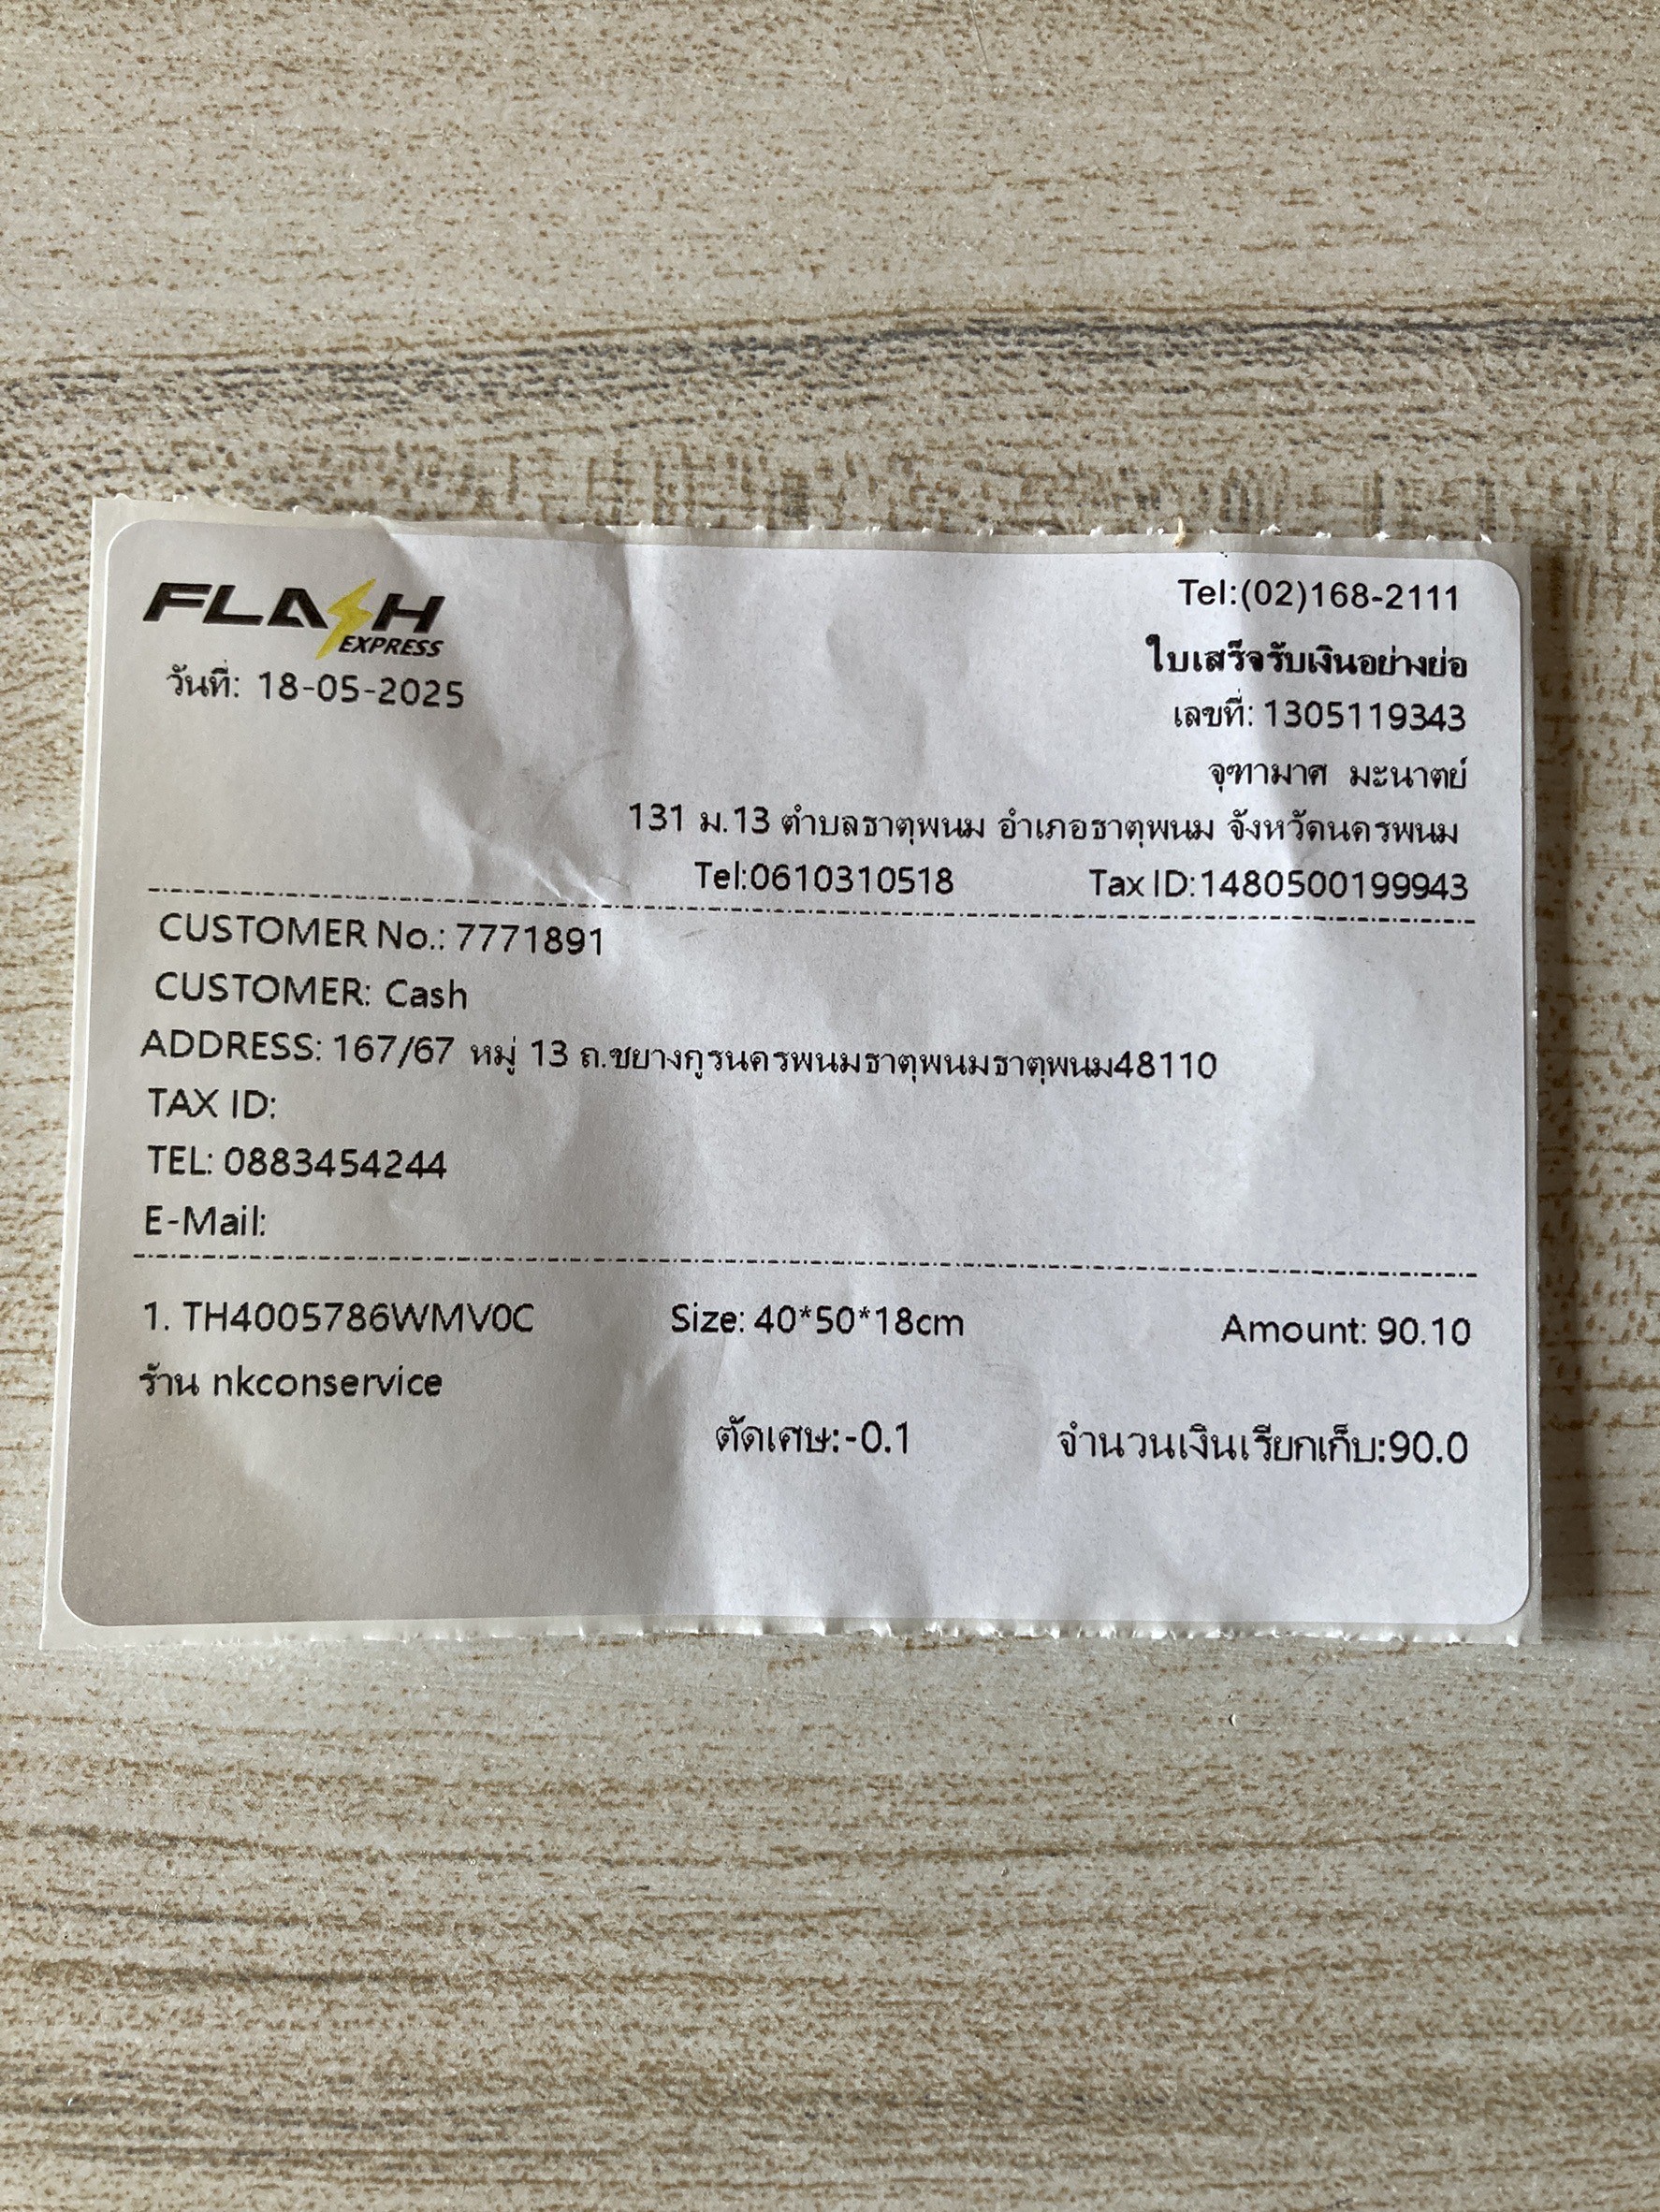 FLASH EXPRESS
Tel:(02)168-2111
ใบเสร็จรับเงินอย่างย่อ
วันที่: 18-05-2025
เลขที่: 1305119343
จุฑามาศ มะนาตย์
131 ม.13 ตำบลธาตุพนม อำเภอธาตุพนม จังหวัดนครพนม
Tel:0610310518 Tax ID:1480500199943
CUSTOMER No.: 7771891
CUSTOMER: Cash
ADDRESS: 167/67 หมู่ 13 ถ.ชยางกูรนครพนมธาตุพนมธาตุพนม48110
TAX ID:
TEL: 0883454244
E-Mail:
1. TH4005786WMV0C Size: 40*50*18cm Amount: 90.10
ร้าน nkconservice
ตัดเศษ:-0.1 จำนวนเงินเรียกเก็บ:90.0